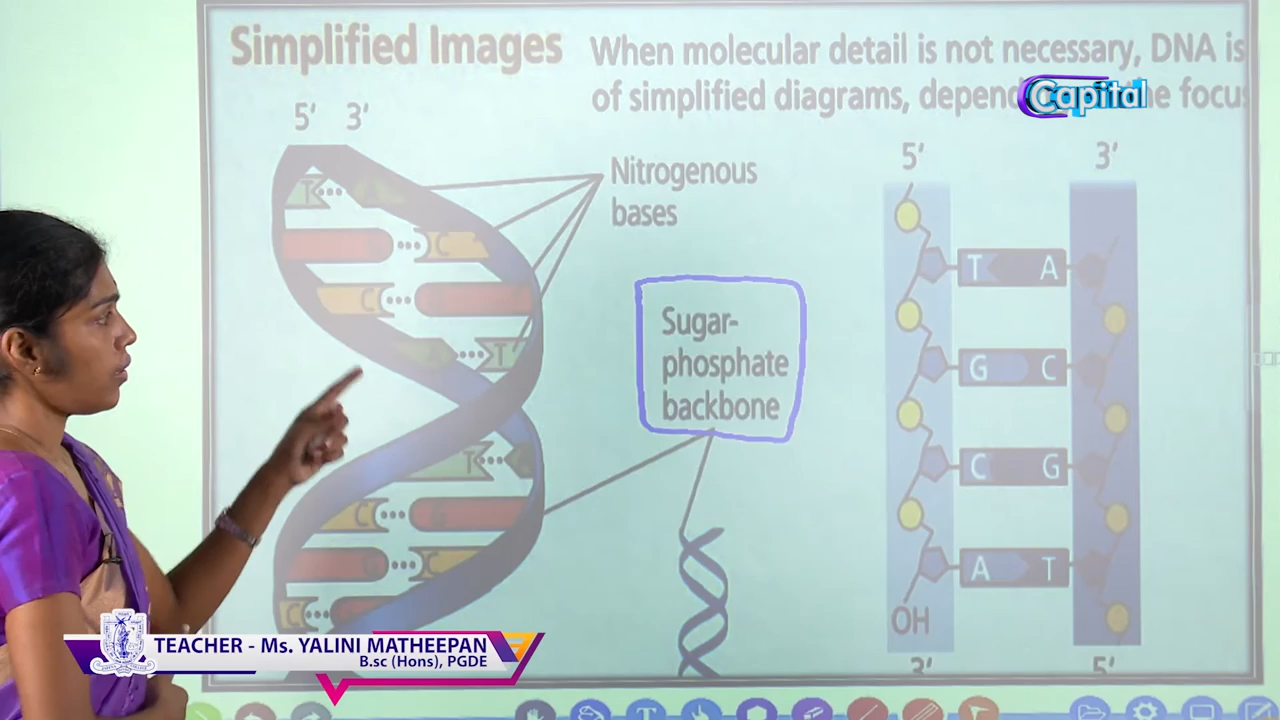 Simplified Images
When molecular detail is not necessary, DNA is
of simplified diagrams, depend he focus
Capital
5' 3'
5' 3'
Nitrogenous
bases
T
C
C
T
T
C
C
C
Sugar-
phosphate
backbone
T A
G C
C G
A T
OH
3' 5'
TEACHER - Ms. YALINI MATHEEPAN
B.sc (Hons), PGDE